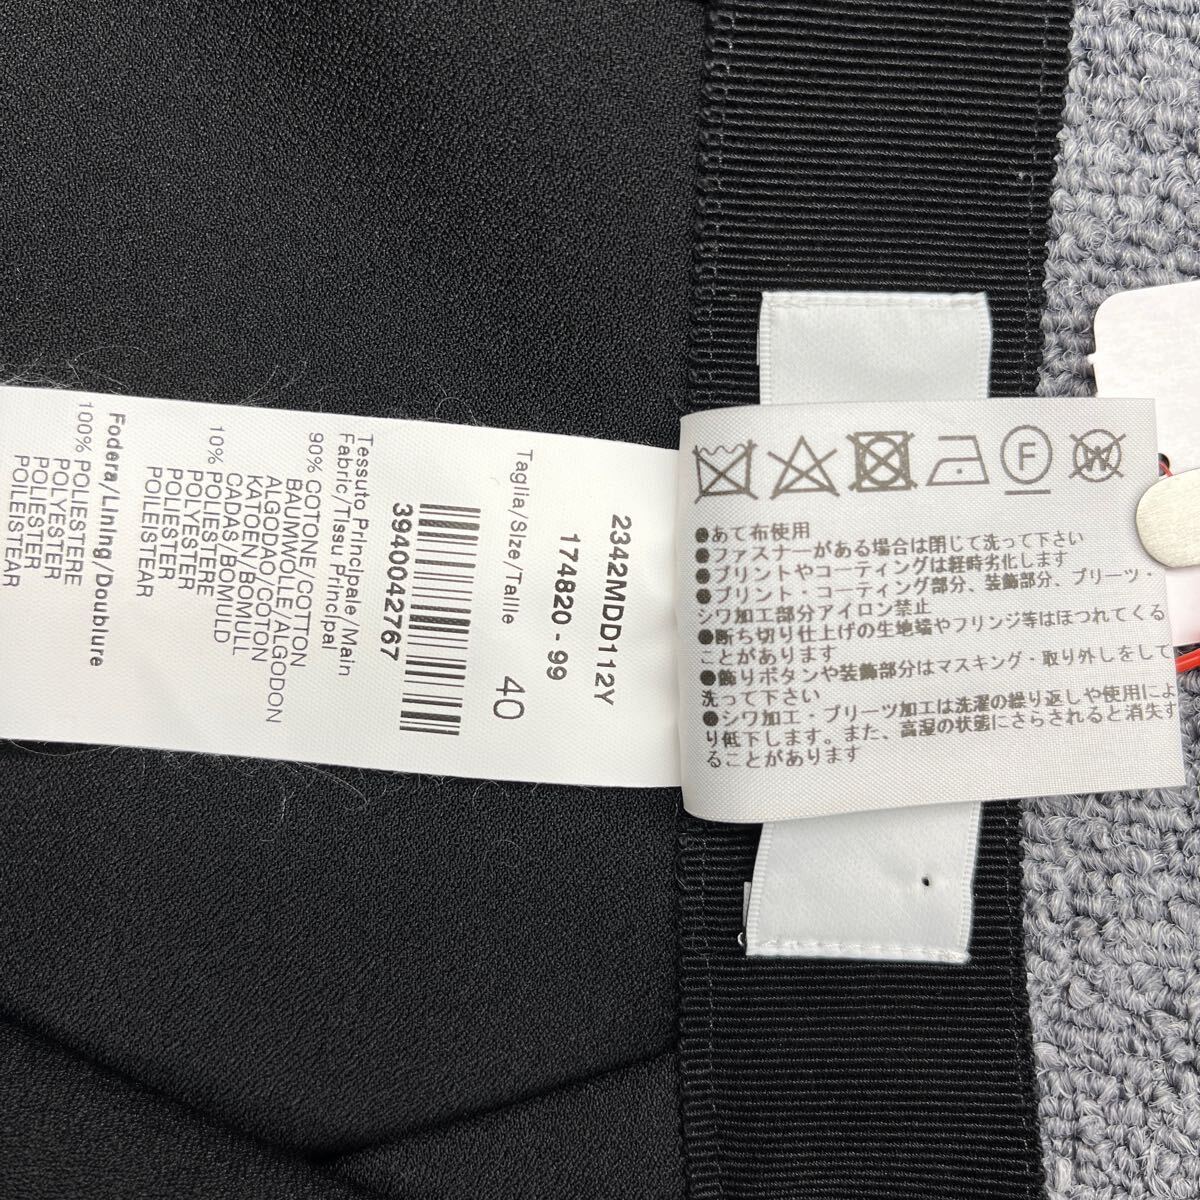 2342MDD112Y
174820 - 99
Taglia/Size/Taille 40
3940042767
Tessuto Principale/Main
Fabric/Tissu Principal
90% COTONE/COTTON
BAUMWOLLE/ALGODON
ALGODAO/COTON
KATOEN/BOMULL
CADAS/BOMULD
10% POLIESTERE
POLYESTER
POLIESTER
POLIESTEAR
Fodera/Lining/Doublure
100% POLIESTERE
POLYESTER
POLIESTER
POLEISTEAR
F
W
●あて布使用
●ファスナーがある場合は閉じて洗って下さい
●プリントやコーティングは経時劣化します
●プリント・コーティング部分、装飾部分、プリーツ・
シワ加工部分アイロン禁止
●断ち切り仕上げの生地端やフリンジ等はほつれてくる
ことがあります
●飾りボタンや装飾部分はマスキング・取り外しをして
洗って下さい
●シワ加工・プリーツ加工は洗濯の繰り返しや使用によ
り低下します。また、高湿の状態にさらされると消失す
ることがあります